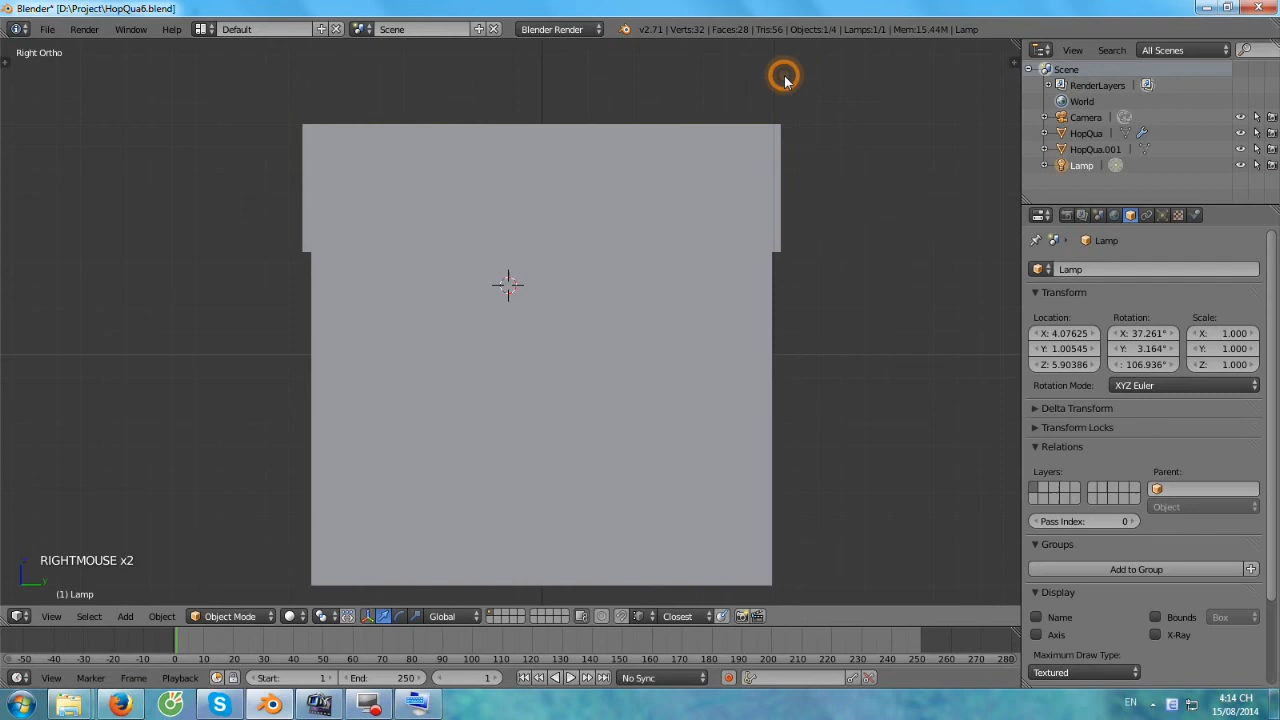 Blender* [D:\Project\HopQua6.blend]
File Render Window Help Default Scene Blender Render v2.71 | Verts:32 | Faces:28 | Tris:56 | Objects:1/4 | Lamps:1/1 | Mem:15.44M | Lamp
Right Ortho
View Search All Scenes
Scene
RenderLayers
World
Camera
HopQua
HopQua.001
Lamp
Lamp
Lamp
Transform
Location: Rotation: Scale:
X: 4.07625 X: 37.261° X: 1.000
Y: 1.00545 Y: 3.164° Y: 1.000
Z: 5.90386 : 106.936° Z: 1.000
Rotation Mode: XYZ Euler
Delta Transform
Transform Locks
Relations
Layers: Parent:
Object
Pass Index: 0
Groups
Add to Group
Display
Name Bounds Box
Axis X-Ray
Maximum Draw Type:
Textured
RIGHTMOUSE x2
z
y
(1) Lamp
View Select Add Object Object Mode Global Closest
-50 -40 -30 -20 -10 0 10 20 30 40 50 60 70 80 90 100 110 120 130 140 150 160 170 180 190 200 210 220 230 240 250 260 270 280
View Marker Frame Playback Start: 1 End: 250 1 No Sync
EN
4:14 CH
15/08/2014